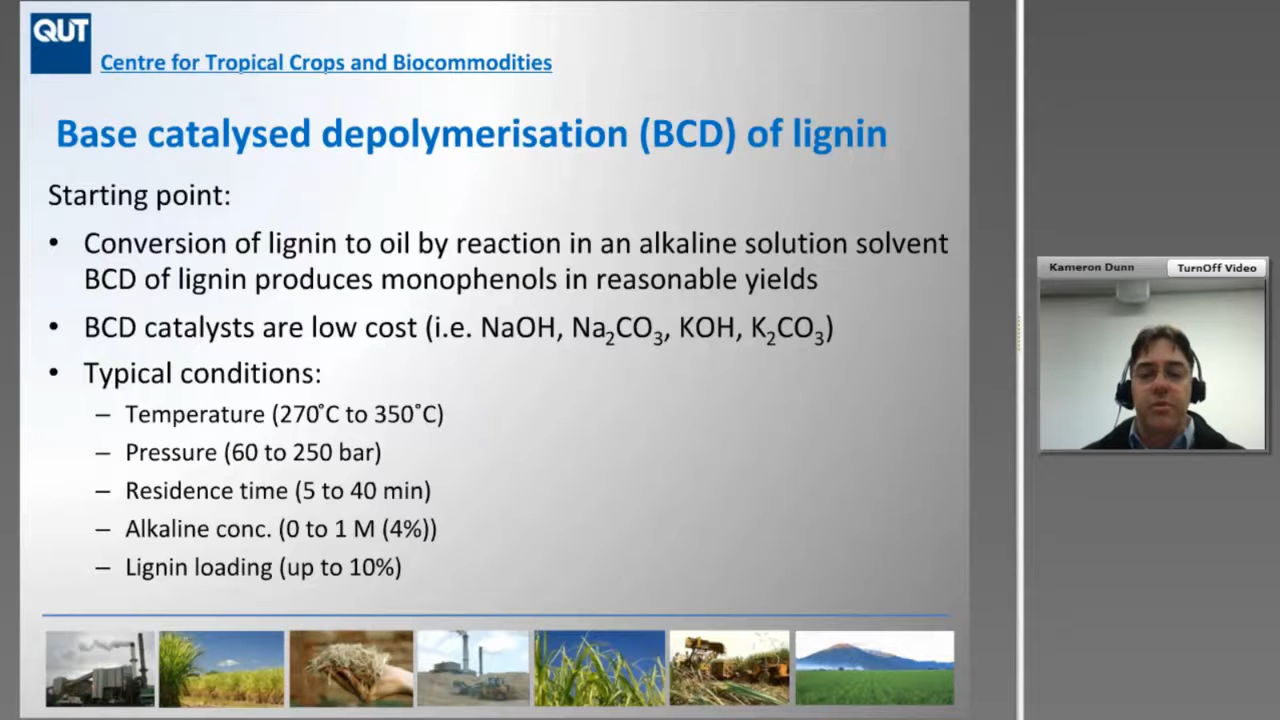 QUT
Centre for Tropical Crops and Biocommodities
Base catalysed depolymerisation (BCD) of lignin
Starting point:
• Conversion of lignin to oil by reaction in an alkaline solution solvent
BCD of lignin produces monophenols in reasonable yields
• BCD catalysts are low cost (i.e. NaOH, Na₂CO₃, KOH, K₂CO₃)
• Typical conditions:
– Temperature (270˚C to 350˚C)
– Pressure (60 to 250 bar)
– Residence time (5 to 40 min)
– Alkaline conc. (0 to 1 M (4%))
– Lignin loading (up to 10%)
Kameron Dunn
TurnOff Video